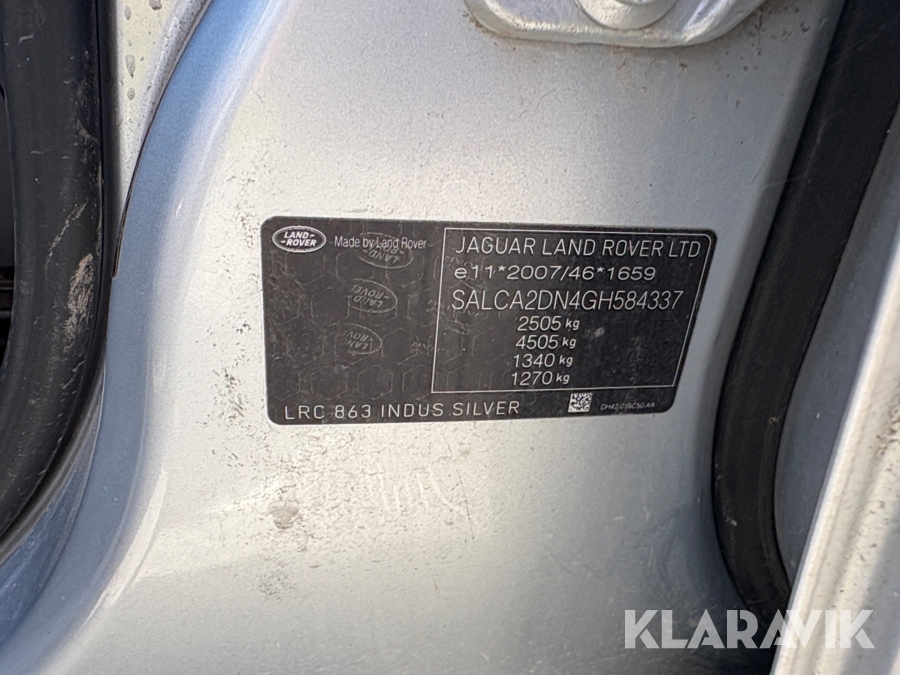 LAND-
-ROVER
Made by Land Rover
JAGUAR LAND ROVER LTD
e11*2007/46*1659
SALCA2DN4GH584337
2505 kg
4505 kg
1340 kg
1270 kg
LRC 863 INDUS SILVER
KLARAVIK